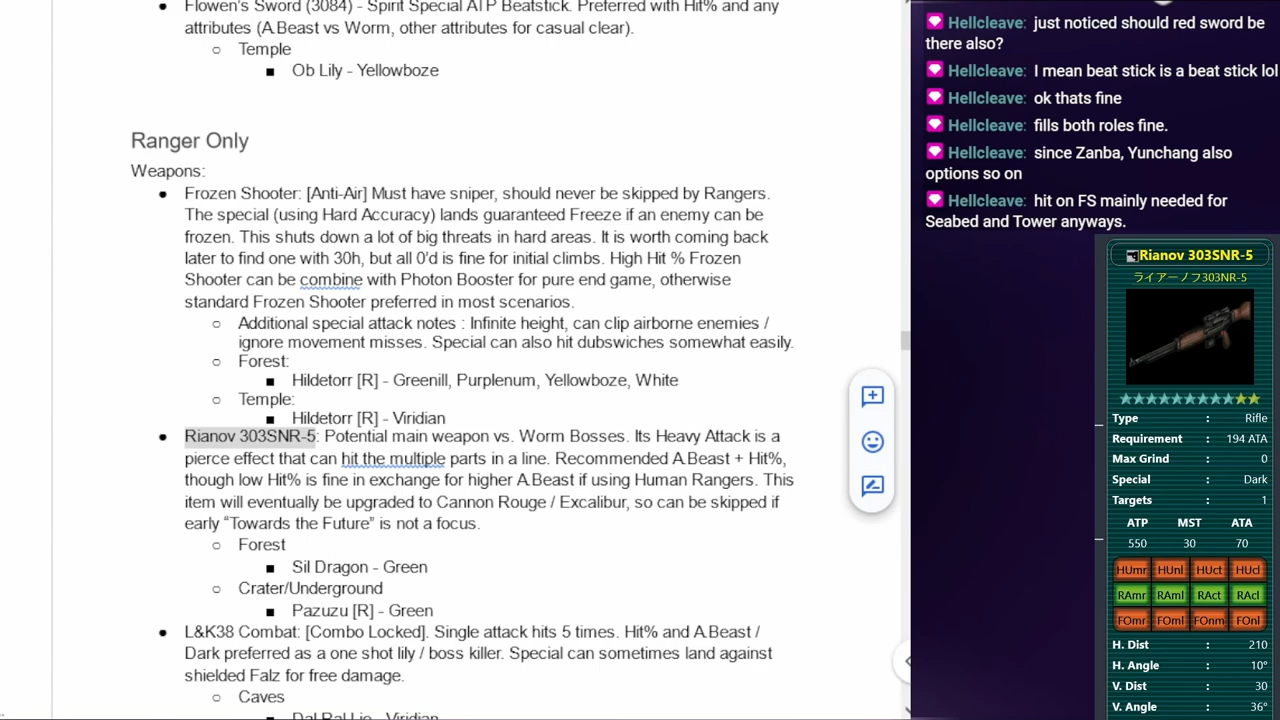 Flowen's Sword (3084) - Spirit Special ATP Beatstick. Preferred with Hit% and any
attributes (A.Beast vs Worm, other attributes for casual clear).
Temple
Ob Lily - Yellowboze
Ranger Only
Weapons:
Frozen Shooter: [Anti-Air] Must have sniper, should never be skipped by Rangers.
The special (using Hard Accuracy) lands guaranteed Freeze if an enemy can be
frozen. This shuts down a lot of big threats in hard areas. It is worth coming back
later to find one with 30h, but all 0'd is fine for initial climbs. High Hit % Frozen
Shooter can be combine with Photon Booster for pure end game, otherwise
standard Frozen Shooter preferred in most scenarios.
Additional special attack notes : Infinite height, can clip airborne enemies /
ignore movement misses. Special can also hit dubswiches somewhat easily.
Forest:
Hildetorr [R] - Greenill, Purplenum, Yellowboze, White
Temple:
Hildetorr [R] - Viridian
Rianov 303SNR-5: Potential main weapon vs. Worm Bosses. Its Heavy Attack is a
pierce effect that can hit the multiple parts in a line. Recommended A.Beast + Hit%,
though low Hit% is fine in exchange for higher A.Beast if using Human Rangers. This
item will eventually be upgraded to Cannon Rouge / Excalibur, so can be skipped if
early “Towards the Future” is not a focus.
Forest
Sil Dragon - Green
Crater/Underground
Pazuzu [R] - Green
L&K38 Combat: [Combo Locked]. Single attack hits 5 times. Hit% and A.Beast /
Dark preferred as a one shot lily / boss killer. Special can sometimes land against
shielded Falz for free damage.
Caves
Dal Ral Lie - Viridian
Hellcleave: just noticed should red sword be
there also?
Hellcleave: I mean beat stick is a beat stick lol
Hellcleave: ok thats fine
Hellcleave: fills both roles fine.
Hellcleave: since Zanba, Yunchang also
options so on
Hellcleave: hit on FS mainly needed for
Seabed and Tower anyways.
Rianov 303SNR-5
ライアーノフ303SNR-5
Type : Rifle
Requirement : 194 ATA
Max Grind : 0
Special : Dark
Targets : 1
ATP MST ATA
550 30 70
HUmr HUnl HUct HUcl
RAmr RAml RAct RAcl
FOmr FOml FOnm FOnl
H. Dist : 210
H. Angle : 10°
V. Dist : 30
V. Angle : 36°